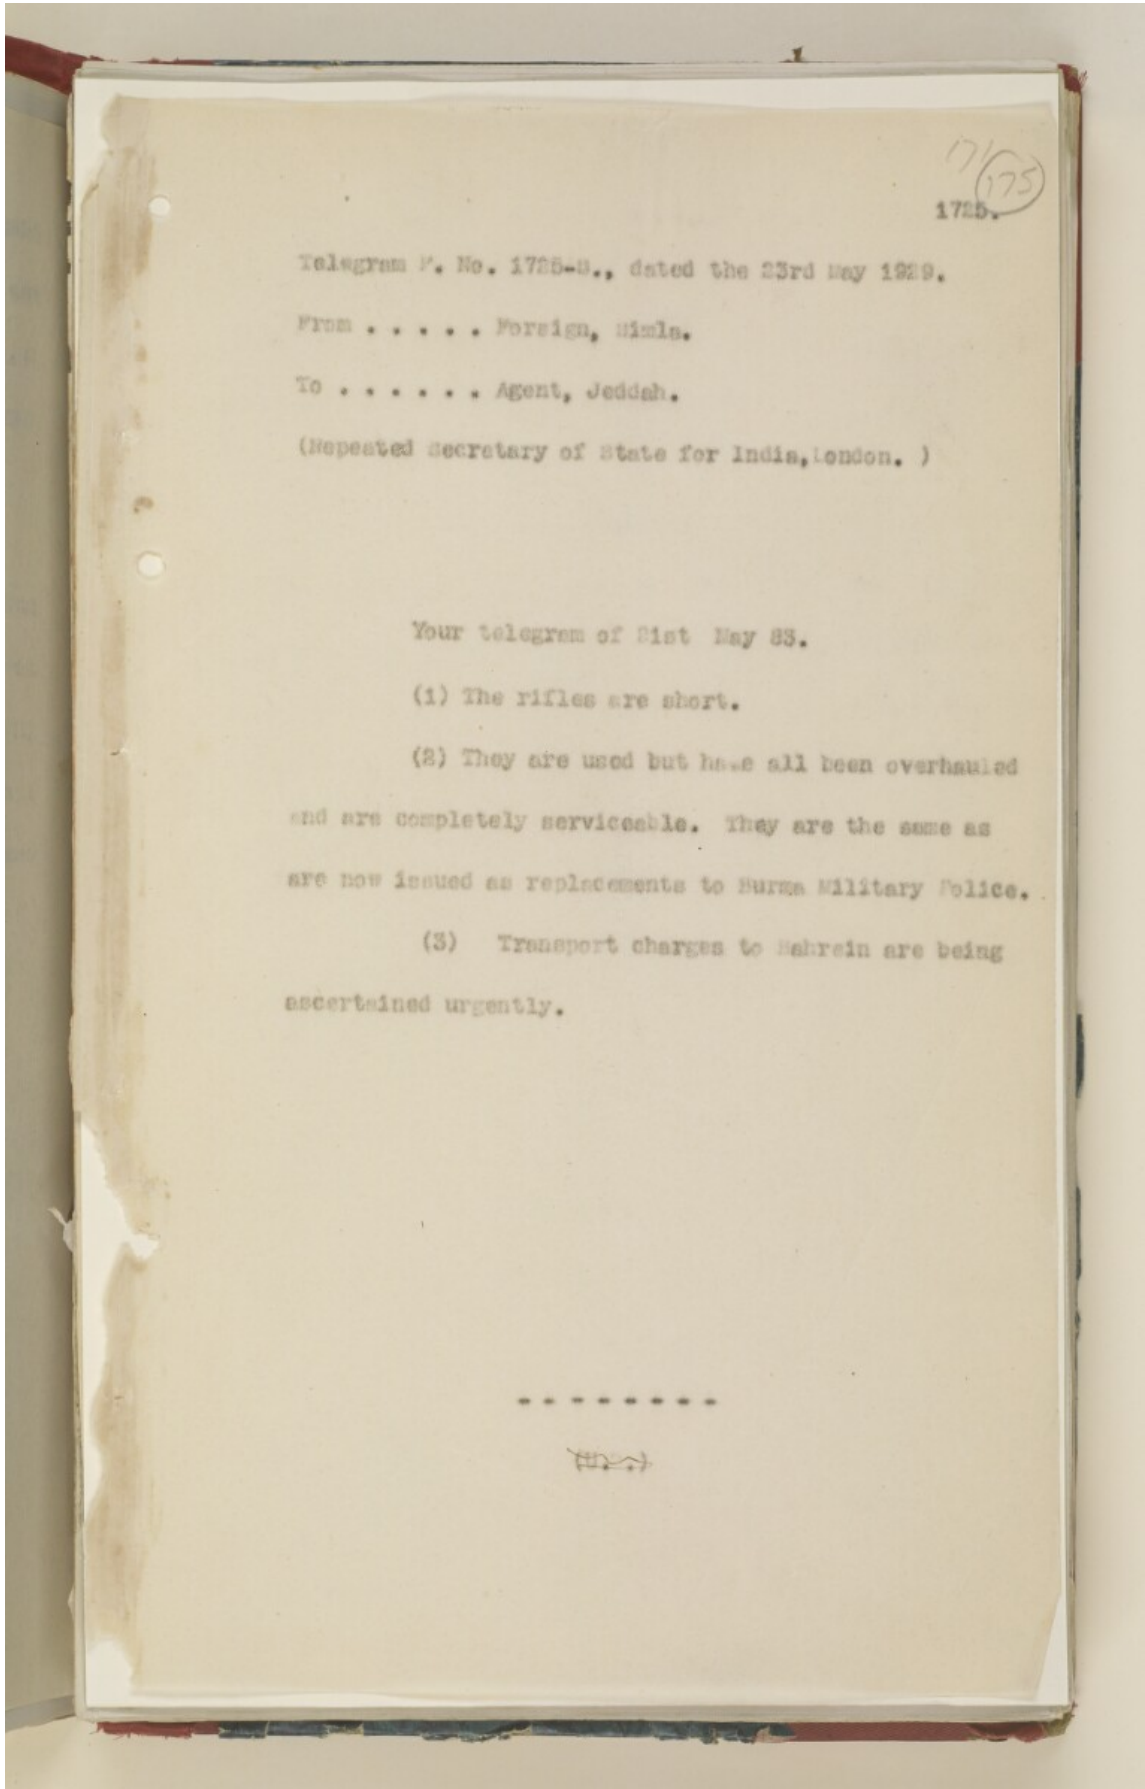 171
175
1725.
Telegram P. No. 1725-S., dated the 23rd May 1929.
From . . . . . Foreign, Simla.
To . . . . . . Agent, Jeddah.
(Repeated Secretary of State for India,London. )
Your telegram of 21st May 83.
(1) The rifles are short.
(2) They are used but have all been overhauled
and are completely serviceable. They are the same as
are now issued as replacements to Burma Military Police.
(3) Transport charges to Bahrein are being
ascertained urgently.
- - - - - - - -